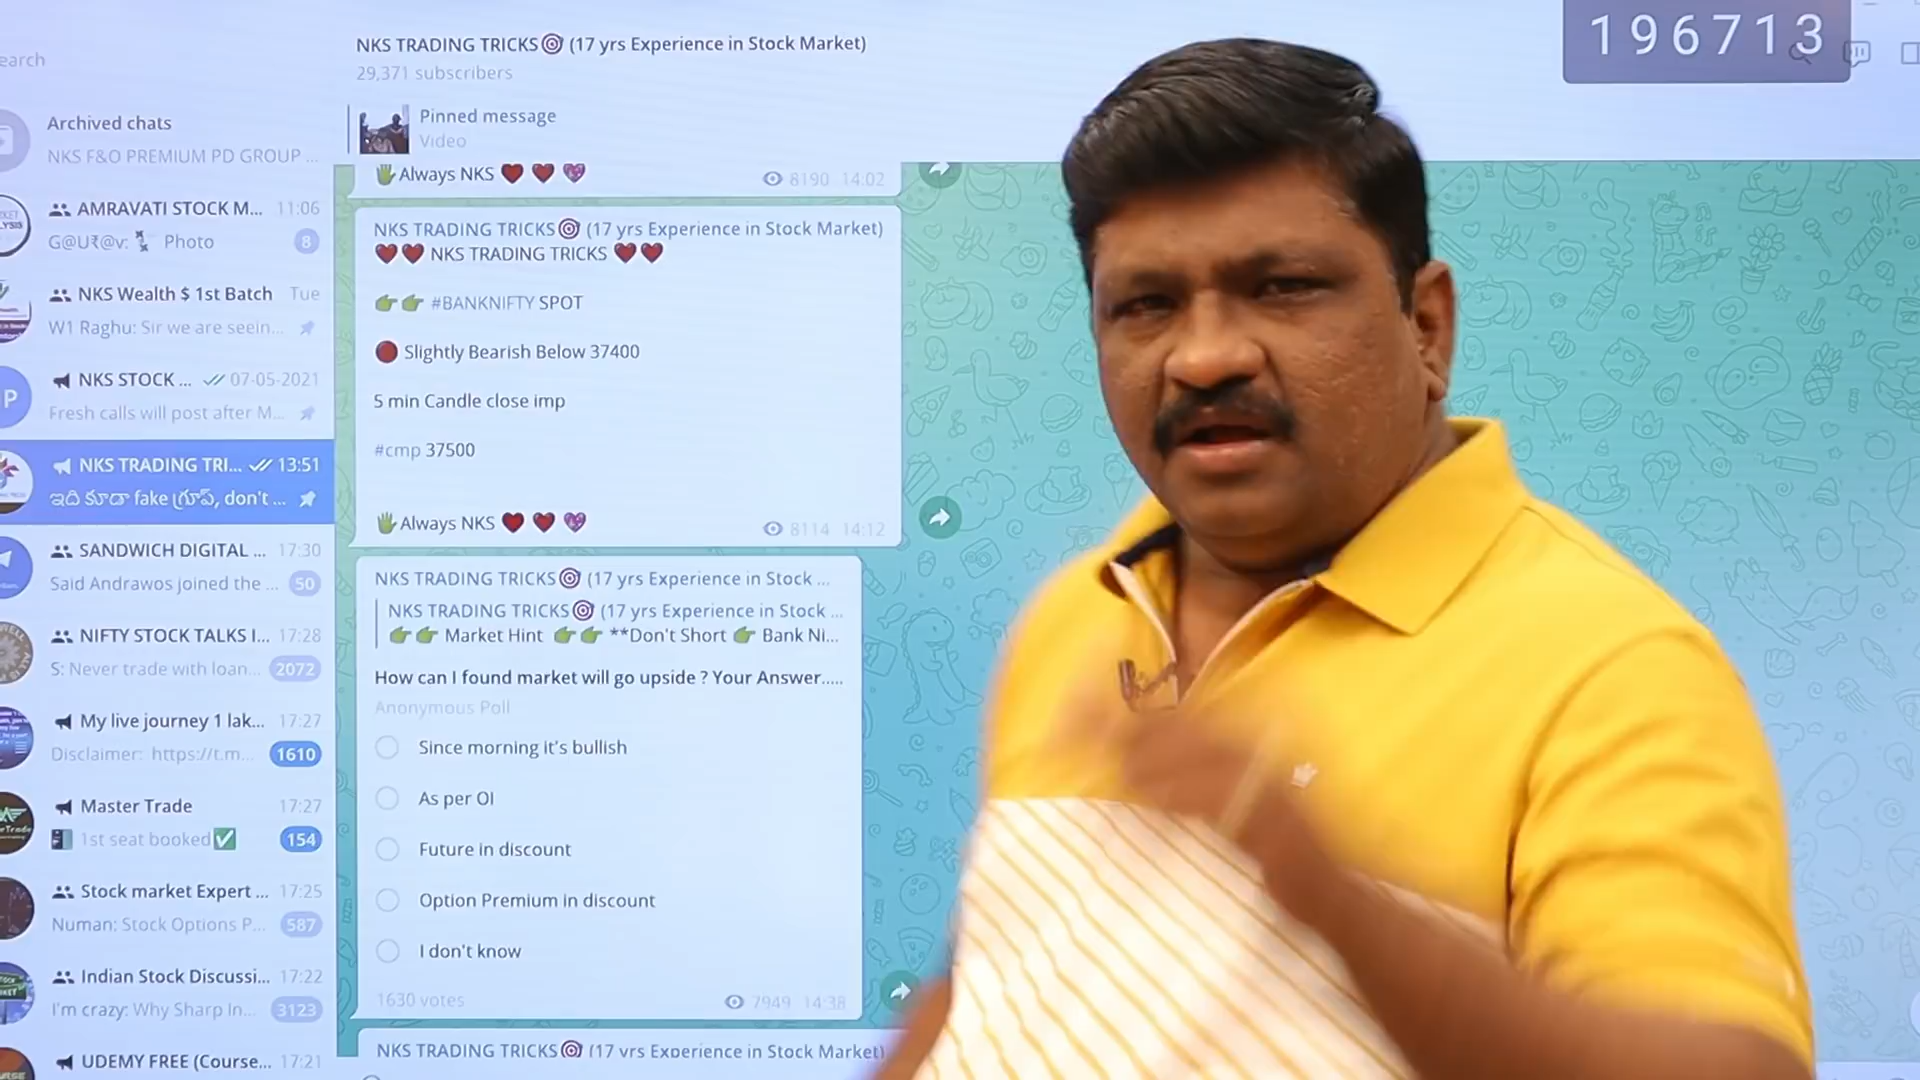 196713
earch
NKS TRADING TRICKS🎯 (17 yrs Experience in Stock Market)
29,371 subscribers
Pinned message
Video
Archived chats
NKS F&O PREMIUM PD GROUP ...
AMRAVATI STOCK M... 11:06
G@U₹@v: Photo 8
NKS Wealth $ 1st Batch Tue
W1 Raghu: Sir we are seein...
NKS STOCK ... 07-05-2021
Fresh calls will post after M...
NKS TRADING TRI... 13:51
ఇది కూడా fake గ్రూప్, don't ...
SANDWICH DIGITAL ... 17:30
Said Andrawos joined the ... 50
NIFTY STOCK TALKS I... 17:28
S: Never trade with loan... 2072
My live journey 1 lak... 17:27
Disclaimer: https://t.m... 1610
Master Trade 17:27
1st seat booked✅ 154
Stock market Expert ... 17:25
Numan: Stock Options P... 587
Indian Stock Discussi... 17:22
I'm crazy: Why Sharp In... 3123
UDEMY FREE (Course... 17:21
🖐Always NKS ❤️ ❤️ 💖 8190 14:02
NKS TRADING TRICKS🎯 (17 yrs Experience in Stock Market)
❤️❤️ NKS TRADING TRICKS ❤️❤️
👉👉 #BANKNIFTY SPOT
🔴 Slightly Bearish Below 37400
5 min Candle close imp
#cmp 37500
🖐Always NKS ❤️ ❤️ 💖 8114 14:12
NKS TRADING TRICKS🎯 (17 yrs Experience in Stock ...
NKS TRADING TRICKS🎯 (17 yrs Experience in Stock ...
👉👉 Market Hint 👉👉 **Don't Short 👉 Bank Ni...
How can I found market will go upside ? Your Answer.....
Anonymous Poll
Since morning it's bullish
As per OI
Future in discount
Option Premium in discount
I don't know
1630 votes 7949 14:38
NKS TRADING TRICKS🎯 (17 yrs Experience in Stock Market)